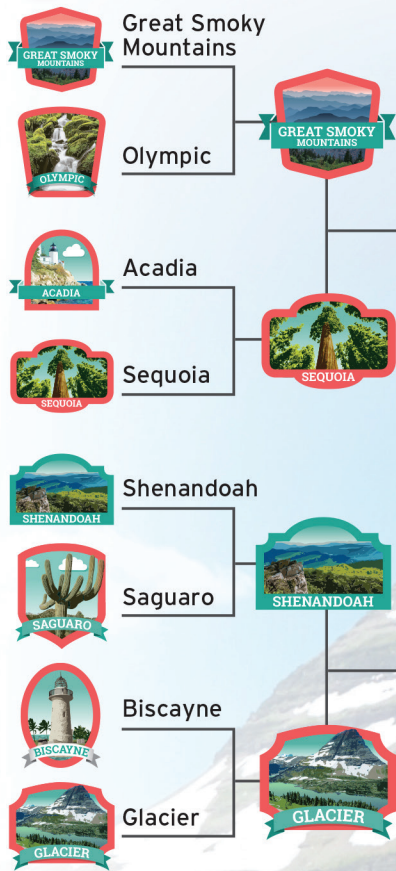 Great Smoky
Mountains
GREAT SMOKY
MOUNTAINS
GREAT SMOKY
MOUNTAINS
OLYMPIC
Olympic
Acadia
ACADIA
Sequoia
SEQUOIA
SEQUOIA
Shenandoah
SHENANDOAH
SHENANDOAH
Saguaro
SAGUARO
Biscayne
BISCAYNE
Glacier
GLACIER
GLACIER